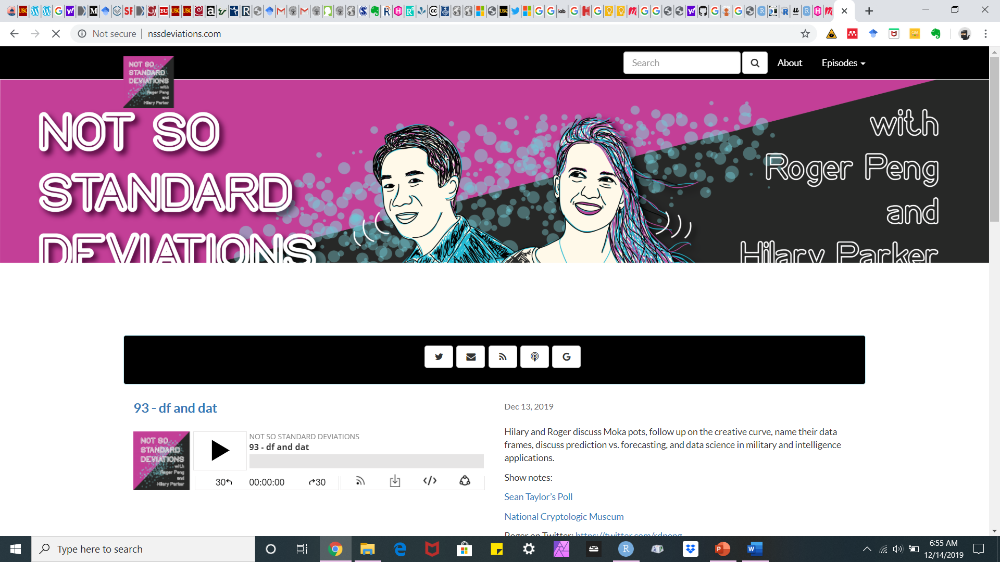 Not secure
nssdeviations.com
NOT SO
STANDARD
DEVIATIONS
with
Roger Peng
and
Hilary Parker
Search
About
Episodes
NOT SO
STANDARD
DEVIATIONS
with
Roger Peng
and
Hilary Parker
93 - df and dat
NOT SO
STANDARD
DEVIATIONS
with
Roger Peng
and
Hilary Parker
NOT SO STANDARD DEVIATIONS
93 - df and dat
30
00:00:00
30
Dec 13, 2019
Hilary and Roger discuss Moka pots, follow up on the creative curve, name their data
frames, discuss prediction vs. forecasting, and data science in military and intelligence
applications.
Show notes:
Sean Taylor’s Poll
National Cryptologic Museum
Roger on Twitter: https://twitter.com/rdpeng
Type here to search
6:55 AM
12/14/2019